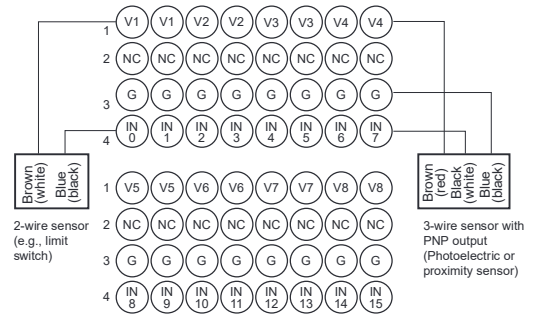 1 V1 V1 V2 V2 V3 V3 V4 V4
2 NC NC NC NC NC NC NC NC
3 G G G G G G G G
4 IN 0 IN 1 IN 2 IN 3 IN 4 IN 5 IN 6 IN 7
Brown (white)
Blue (black)
2-wire sensor
(e.g., limit
switch)
Brown (red)
Black (white)
Blue (black)
3-wire sensor with
PNP output
(Photoelectric or
proximity sensor)
1 V5 V5 V6 V6 V7 V7 V8 V8
2 NC NC NC NC NC NC NC NC
3 G G G G G G G G
4 IN 8 IN 9 IN 10 IN 11 IN 12 IN 13 IN 14 IN 15